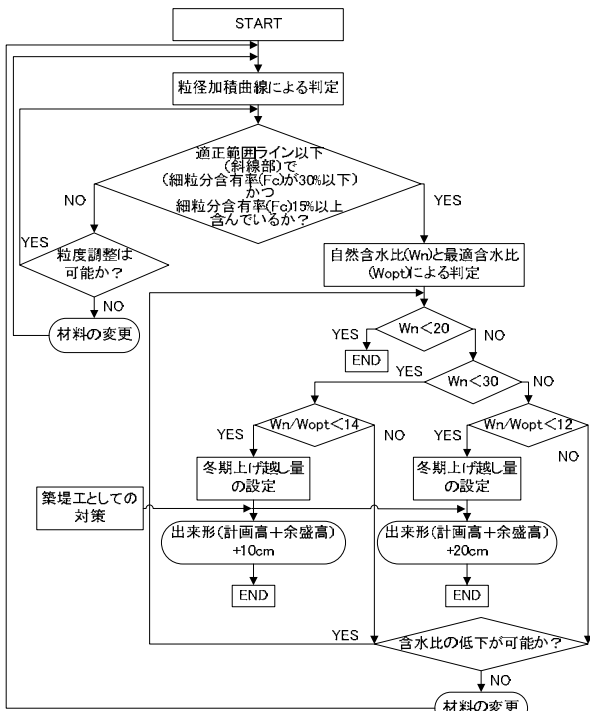 START
粒径加積曲線による判定
適正範囲ライン以下
(斜線部)で
(細粒分含有率(Fc)が30%以下)
かつ
細粒分含有率(Fc)15%以上
含んでいるか?
NO
YES
YES
粒度調整は
可能か?
NO
材料の変更
自然含水比(Wn)と最適含水比
(Wopt)による判定
Wn<20
YES
NO
END
Wn<30
YES
NO
Wn/Wopt<14
YES
NO
Wn/Wopt<12
YES
NO
冬期上げ越し量
の設定
冬期上げ越し量
の設定
築堤工としての
対策
出来形(計画高+余盛高)
+10cm
出来形(計画高+余盛高)
+20cm
END
END
YES
含水比の低下が可能か?
NO
材料の変更